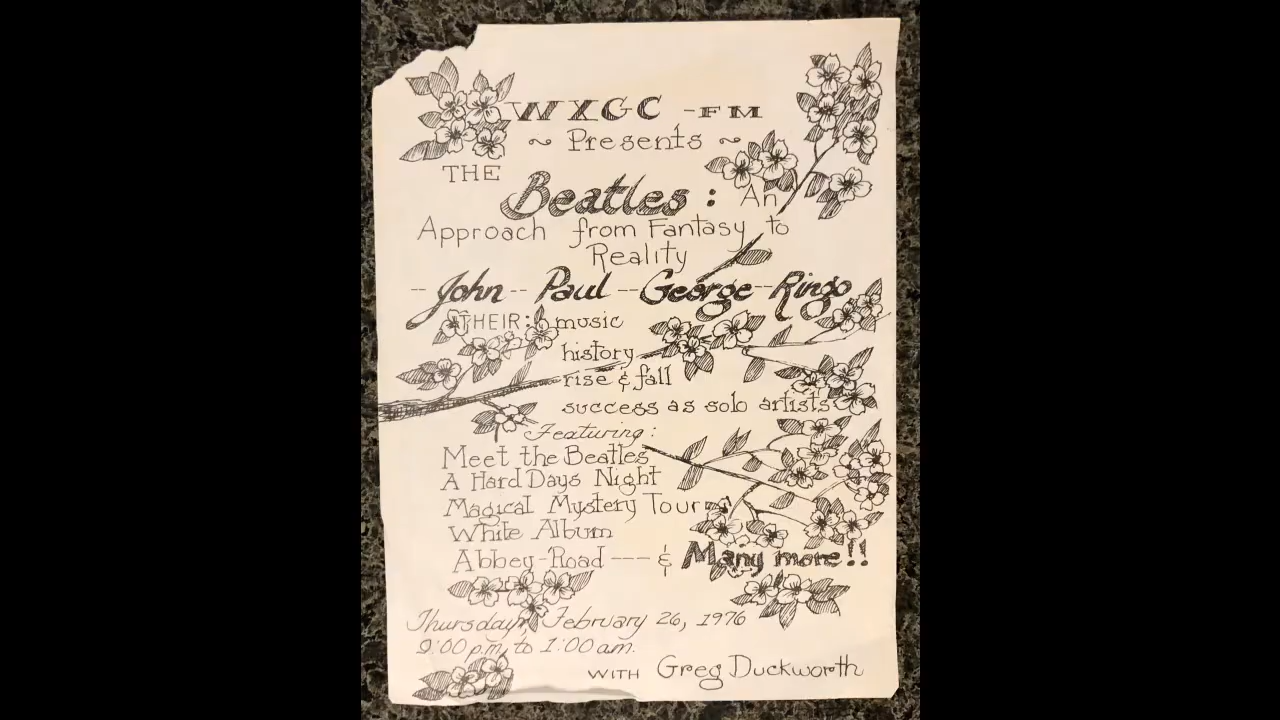 WXGC -FM
~ Presents ~
THE
Beatles: An
Approach from Fantasy to
Reality
-- John -- Paul -- George -- Ringo
THEIR: music
history
rise & fall
success as solo artists
Featuring:
Meet the Beatles
A Hard Days Night
Magical Mystery Tour
White Album
Abbey-Road --- & Many more!!
Thursday, February 26, 1976
9:00 p.m. to 1:00 am.
WITH Greg Duckworth